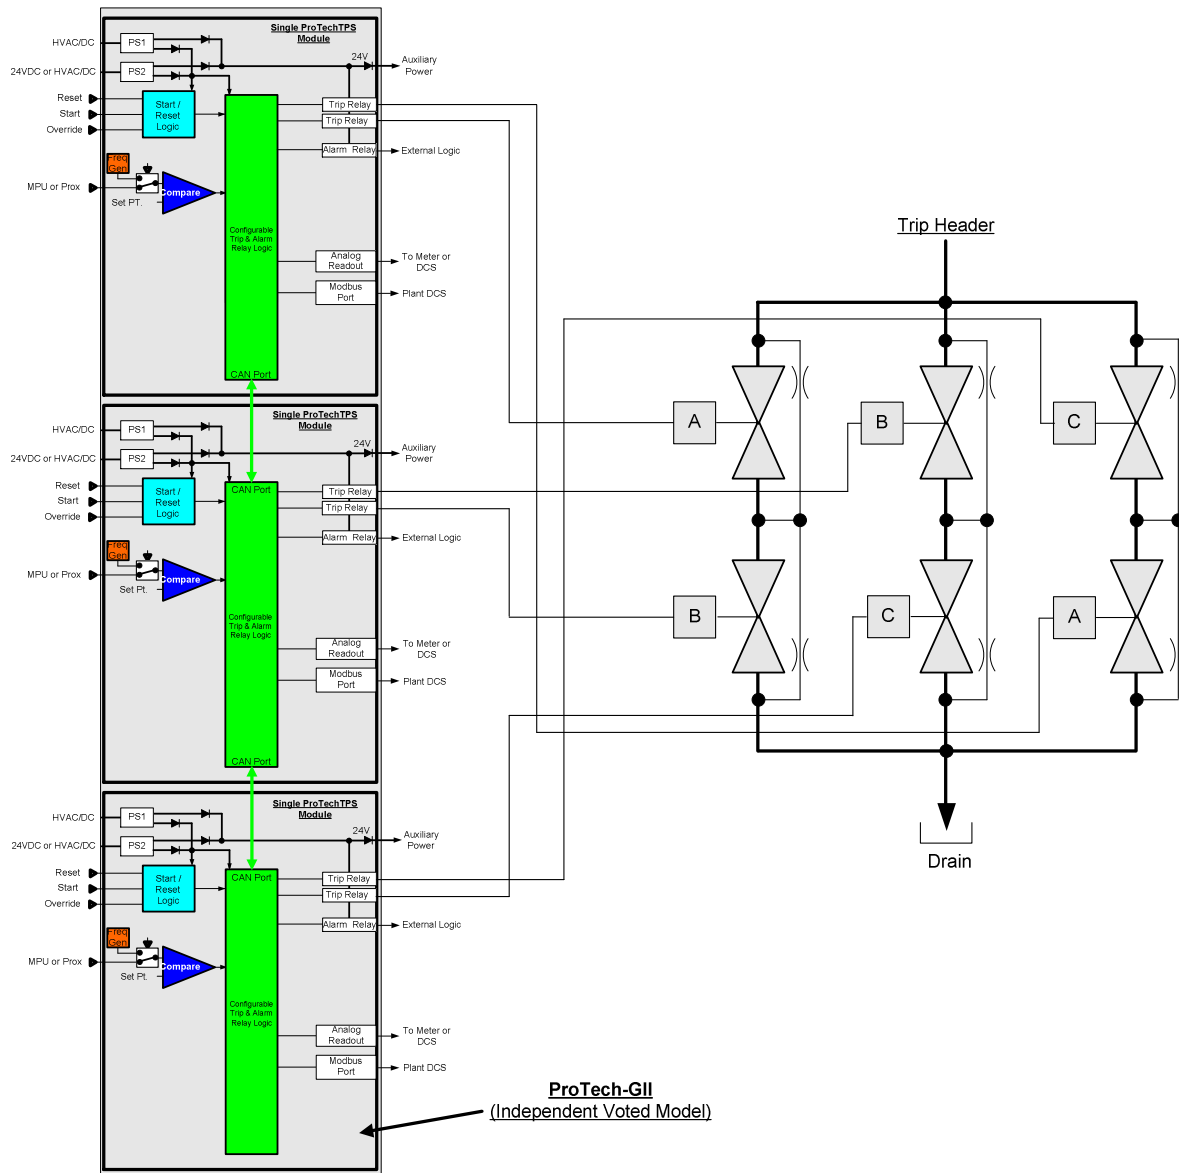 Single ProTechTPS
Module
HVAC/DC
PS1
24V
Auxiliary
Power
24VDC or HVAC/DC
PS2
Reset
Start
Override
Start /
Reset
Logic
Trip Relay
Trip Relay
Alarm Relay
External Logic
Freq
Gen
MPU or Prox
Set PT.
Compare
Configurable
Trip & Alarm
Relay Logic
Analog
Readout
To Meter or
DCS
Modbus
Port
Plant DCS
CAN Port
Single ProTechTPS
Module
HVAC/DC
PS1
24V
Auxiliary
Power
24VDC or HVAC/DC
PS2
Reset
Start
Override
Start /
Reset
Logic
CAN Port
Trip Relay
Trip Relay
Alarm Relay
External Logic
Freq
Gen
MPU or Prox
Set Pt.
Compare
Configurable
Trip & Alarm
Relay Logic
Analog
Readout
To Meter or
DCS
Modbus
Port
Plant DCS
CAN Port
Single ProTechTPS
Module
HVAC/DC
PS1
24V
Auxiliary
Power
24VDC or HVAC/DC
PS2
Reset
Start
Override
Start /
Reset
Logic
CAN Port
Trip Relay
Trip Relay
Alarm Relay
External Logic
Freq
Gen
MPU or Prox
Set Pt.
Compare
Configurable
Trip & Alarm
Relay Logic
Analog
Readout
To Meter or
DCS
Modbus
Port
Plant DCS
Trip Header
A
B
C
B
C
A
Drain
ProTech-GII
(Independent Voted Model)